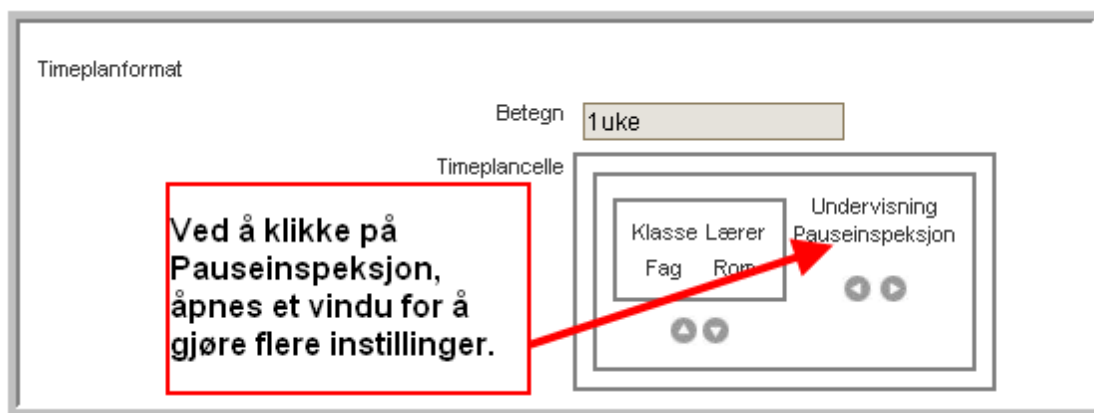 Timeplanformat
Betegn
1uke
Timeplancelle
Ved å klikke på
Pauseinspeksjon,
åpnes et vindu for å
gjøre flere instillinger.
Klasse Lærer
Fag Rom
Undervisning
Pauseinspeksjon